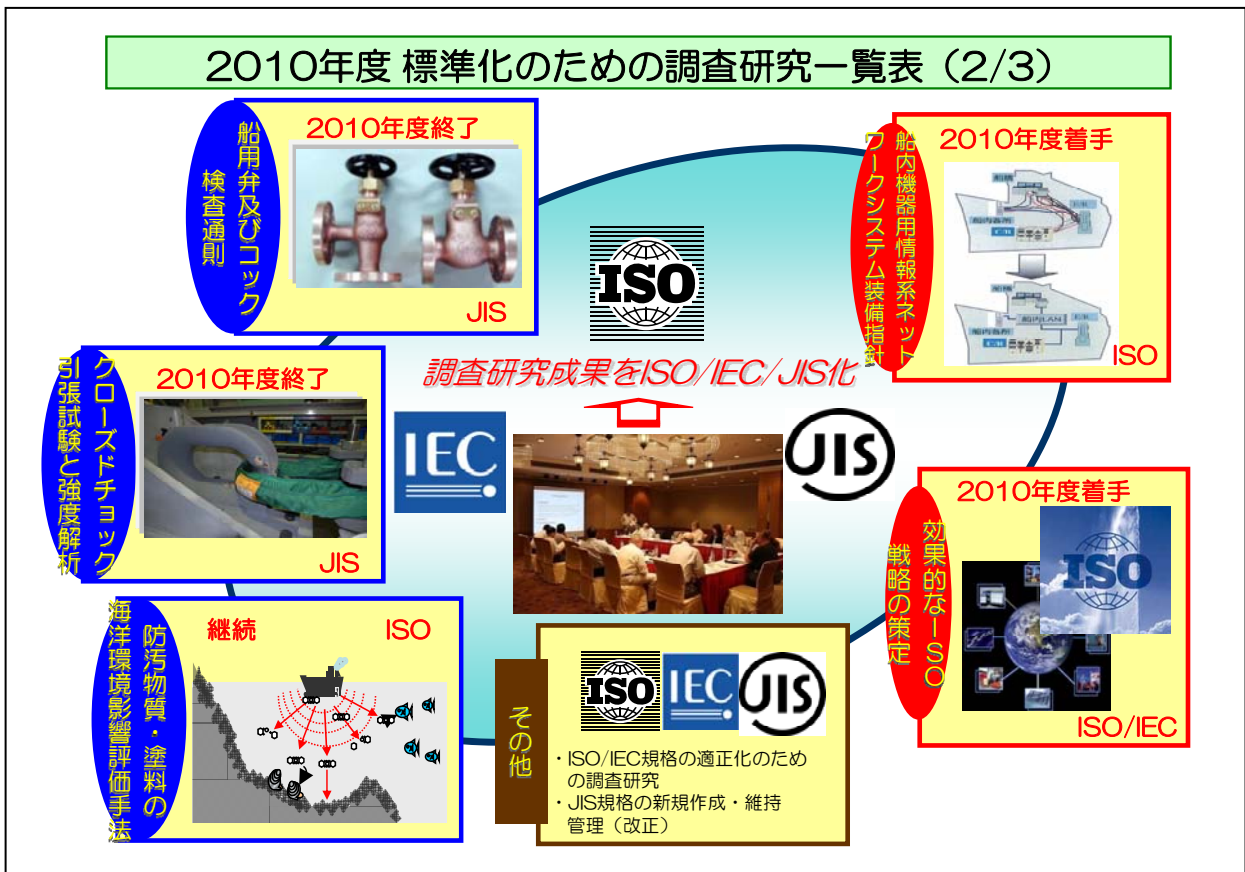 2010年度 標準化のための調査研究一覧表（2/3）
船用弁及びコック
検査通則
2010年度終了
JIS
船内機器用情報系ネット
ワークシステム装備指針
2010年度着手
船内LAN
ISO
ISO
調査研究成果をISO/IEC/JIS化
IEC
JIS
クローズドチョック
引張試験と強度解析
2010年度終了
JIS
効果的なISO
戦略の策定
2010年度着手
ISO
ISO/IEC
防汚物質・塗料の
海洋環境影響評価手法
継続 ISO
その他
ISO IEC JIS
・ISO/IEC規格の適正化のため
の調査研究
・JIS規格の新規作成・維持
管理（改正）